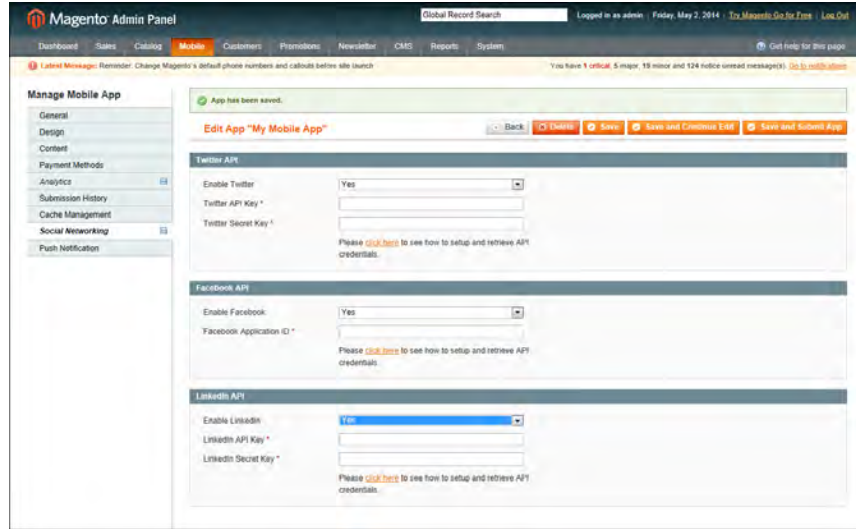 Magento Admin Panel
Global Record Search
Logged in as admin | Friday, May 2, 2014 | Try Magento Go for Free | Log Out
Dashboard Sales Catalog Mobile Customers Promotions Newsletter CMS Reports System
Get help for this page
Latest Message: Reminder: Change Magento's default phone numbers and callouts before site launch
You have 1 critical, 5 major, 19 minor and 124 notice unread message(s). Go to notifications
Manage Mobile App
General
Design
Content
Payment Methods
Analytics
Submission History
Cache Management
Social Networking
Push Notification
App has been saved.
Edit App "My Mobile App"
Back Delete Save Save and Continue Edit Save and Submit App
Twitter API
Enable Twitter Yes
Twitter API Key *
Twitter Secret Key *
Please click here to see how to setup and retrieve API
credentials.
Facebook API
Enable Facebook Yes
Facebook Application ID *
Please click here to see how to setup and retrieve API
credentials.
LinkedIn API
Enable LinkedIn Yes
LinkedIn API Key *
LinkedIn Secret Key *
Please click here to see how to setup and retrieve API
credentials.